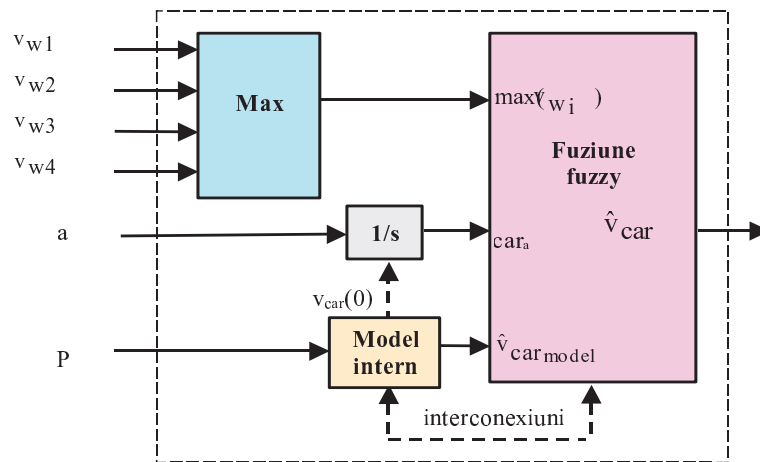 v w1
v w2
v w3
v w4
a
P
Max
1/s
v car(0)
Model
intern
max(v w i )
Fuziune
fuzzy
car a
v̂ car
v̂ car model
interconexiuni